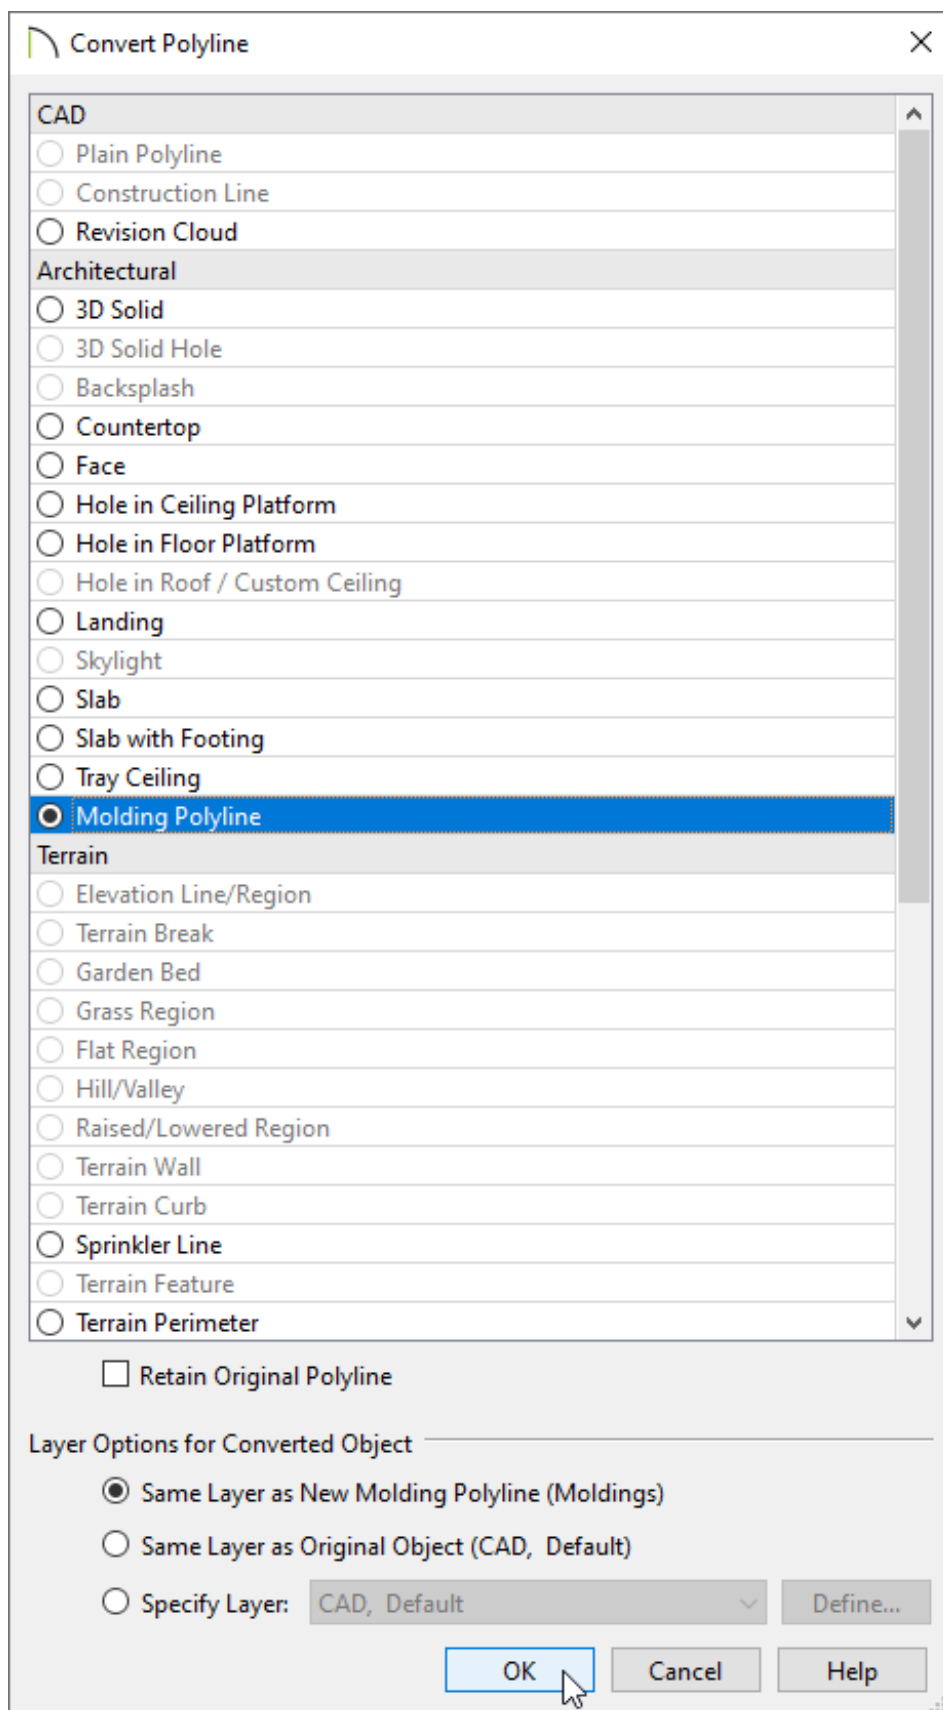 Convert Polyline
CAD
Plain Polyline
Construction Line
Revision Cloud
Architectural
3D Solid
3D Solid Hole
Backsplash
Countertop
Face
Hole in Ceiling Platform
Hole in Floor Platform
Hole in Roof / Custom Ceiling
Landing
Skylight
Slab
Slab with Footing
Tray Ceiling
Molding Polyline
Terrain
Elevation Line/Region
Terrain Break
Garden Bed
Grass Region
Flat Region
Hill/Valley
Raised/Lowered Region
Terrain Wall
Terrain Curb
Sprinkler Line
Terrain Feature
Terrain Perimeter
Retain Original Polyline
Layer Options for Converted Object
Same Layer as New Molding Polyline (Moldings)
Same Layer as Original Object (CAD,  Default)
Specify Layer: CAD,  Default Define...
OK Cancel Help